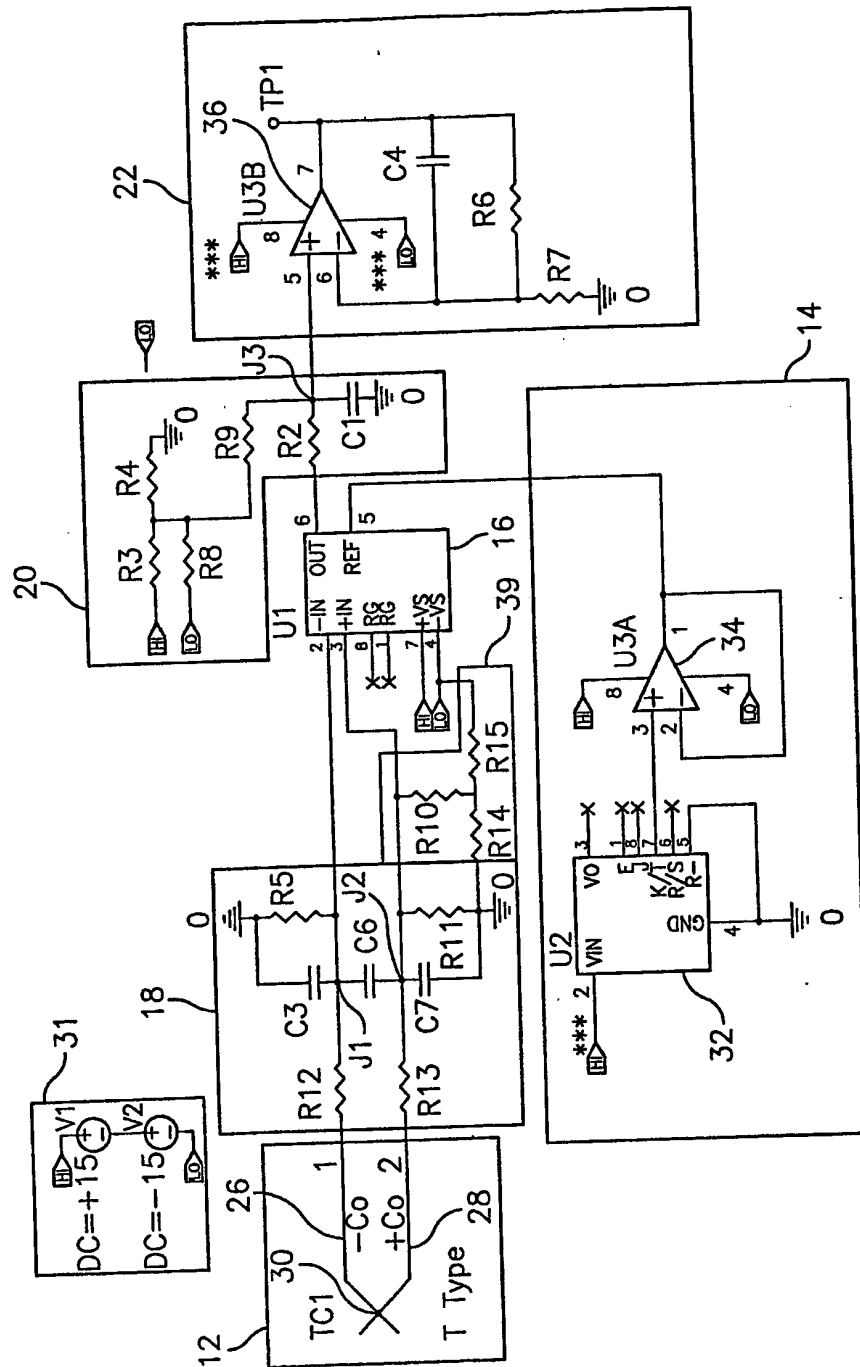 31
V1
HI
DC=+15
V2
DC=-15
LO
12
TC1
30
26
1
-Co
+Co
2
28
T Type
18
0
C3
R5
R12
J1
C6
J2
R13
C7
R11
0
R10
R14
R15
39
20
HI
R3
R4
0
LO
R8
R9
U1
2
-IN
3
+IN
8
RG
1
RG
7
+VS
4
-VS
OUT
6
REF
5
HI
LO
16
R2
J3
C1
0
LO
22
***
HI
8
U3B
36
TP1
5
+
6
-
7
***
4
LO
C4
R6
R7
0
14
***
HI
2
U2
VIN
VO
3
E
1
J
8
K/T
7
R/S
6
R-
5
GND
4
0
32
HI
8
U3A
3
+
2
-
1
34
4
LO